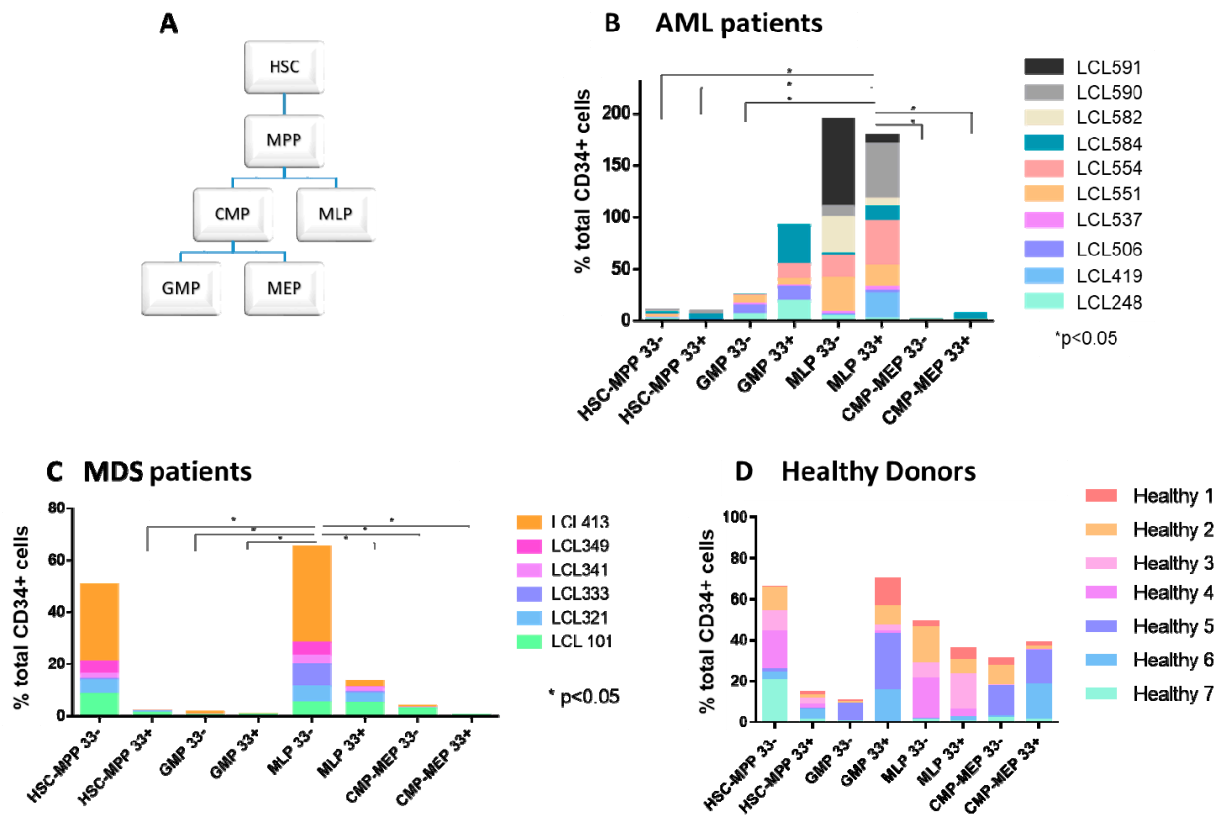 A
HSC
MPP
CMP
MLP
GMP
MEP
B AML patients
% total CD34+ cells
200
150
100
50
0
* 
*
*
*
*
HSC-MPP 33-
HSC-MPP 33+
GMP 33-
GMP 33+
MLP 33-
MLP 33+
CMP-MEP 33-
CMP-MEP 33+
LCL591
LCL590
LCL582
LCL584
LCL554
LCL551
LCL537
LCL506
LCL419
LCL248
*p<0.05
C MDS patients
% total CD34+ cells
80
60
40
20
0
*
*
*
*
*
*
HSC-MPP 33-
HSC-MPP 33+
GMP 33-
GMP 33+
MLP 33-
MLP 33+
CMP-MEP 33-
CMP-MEP 33+
LCL413
LCL349
LCL341
LCL333
LCL321
LCL 101
* p<0.05
D Healthy Donors
% total CD34+ cells
100
80
60
40
20
0
HSC-MPP 33-
HSC-MPP 33+
GMP 33-
GMP 33+
MLP 33-
MLP 33+
CMP-MEP 33-
CMP-MEP 33+
Healthy 1
Healthy 2
Healthy 3
Healthy 4
Healthy 5
Healthy 6
Healthy 7